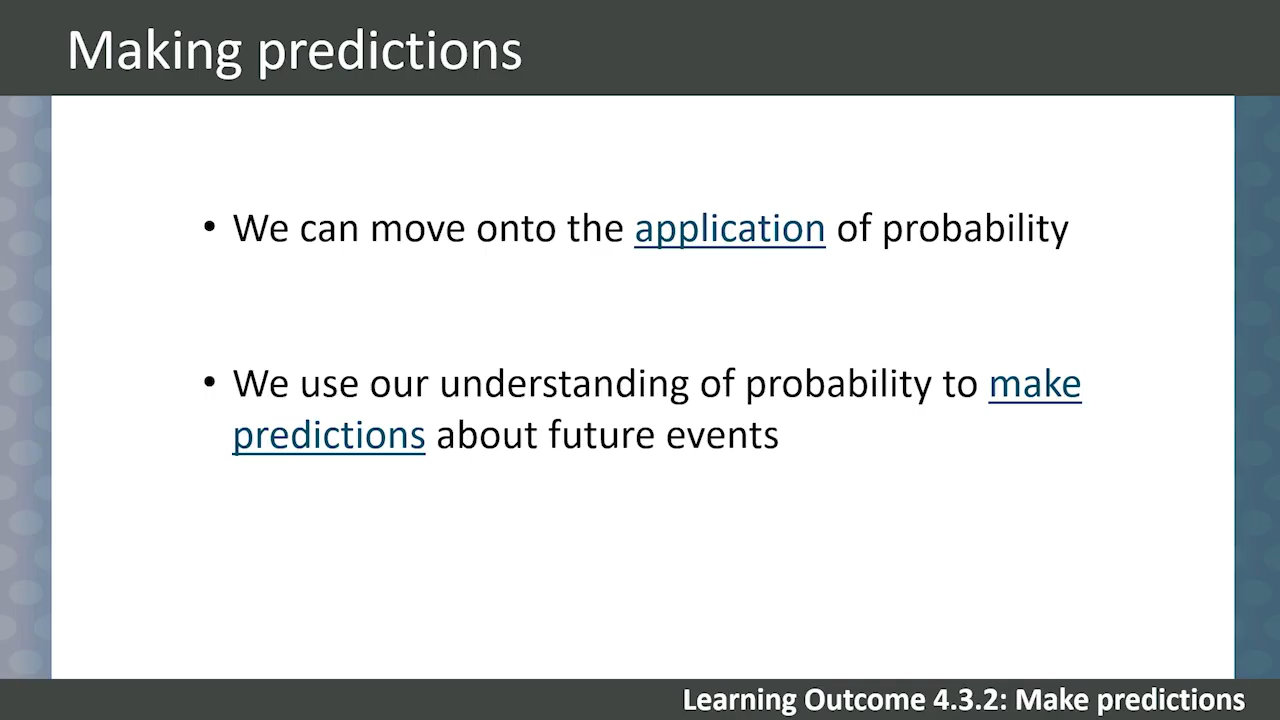 Making predictions
• We can move onto the application of probability
• We use our understanding of probability to make
predictions about future events
Learning Outcome 4.3.2: Make predictions